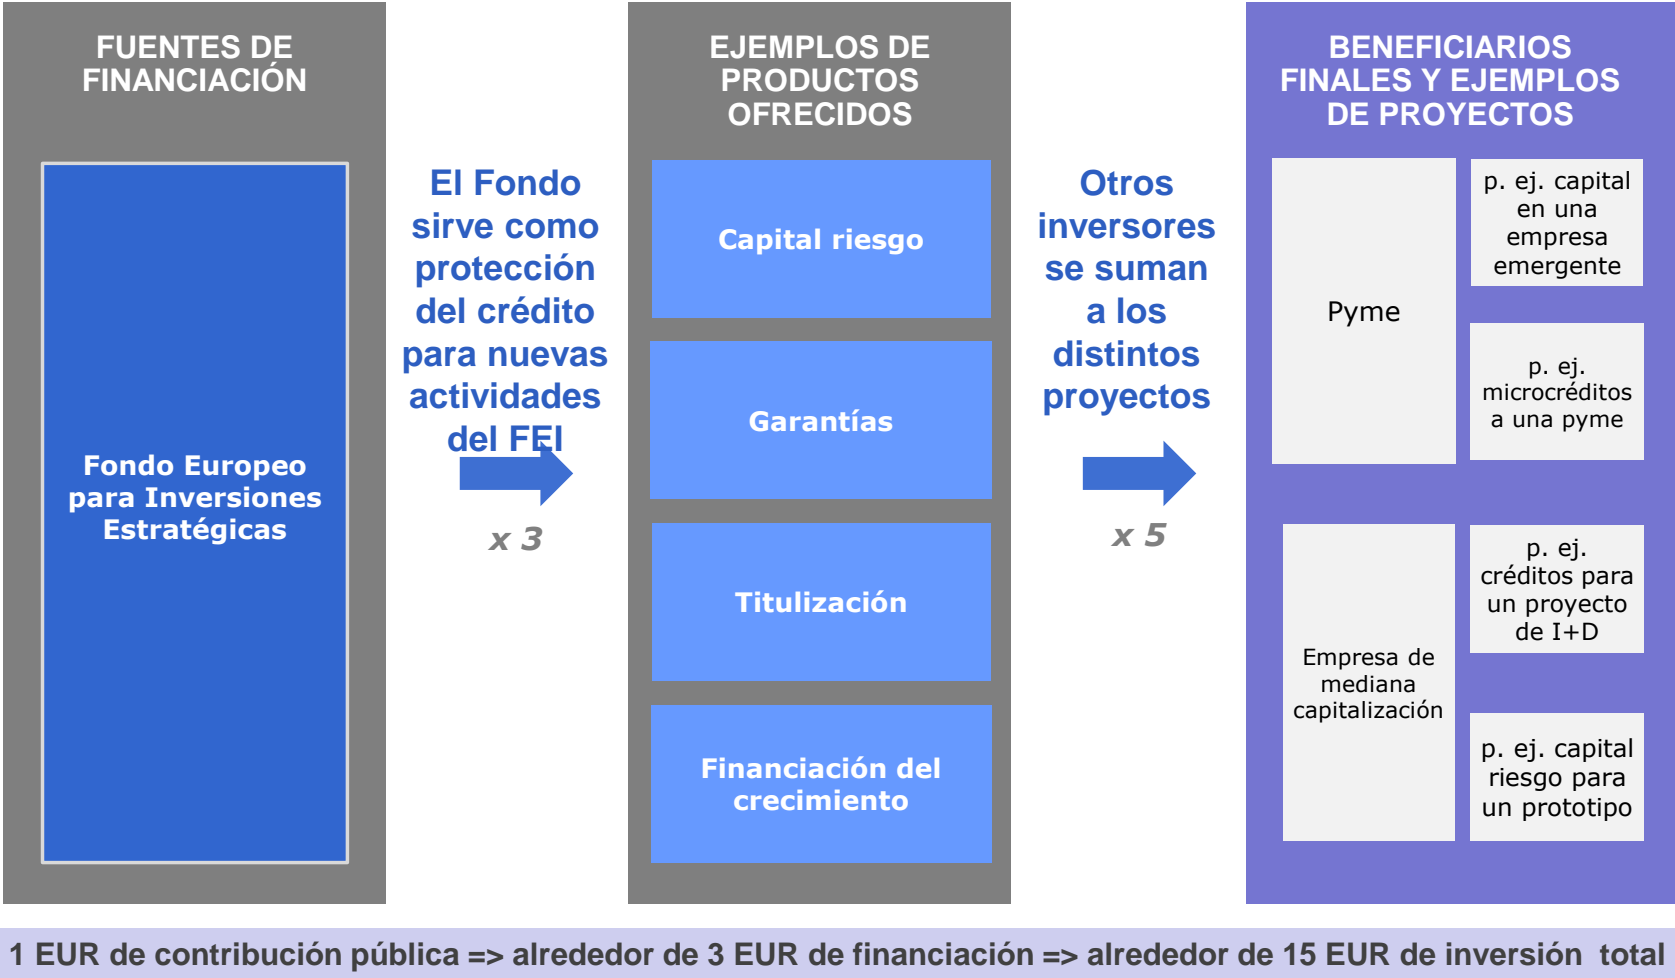 FUENTES DE
FINANCIACIÓN
Fondo Europeo
para Inversiones
Estratégicas
El Fondo
sirve como
protección
del crédito
para nuevas
actividades
del FEI
x 3
EJEMPLOS DE
PRODUCTOS
OFRECIDOS
Capital riesgo
Garantías
Titulización
Financiación del
crecimiento
Otros
inversores
se suman
a los
distintos
proyectos
x 5
BENEFICIARIOS
FINALES Y EJEMPLOS
DE PROYECTOS
Pyme
p. ej. capital
en una
empresa
emergente
p. ej.
microcréditos
a una pyme
Empresa de
mediana
capitalización
p. ej.
créditos para
un proyecto
de I+D
p. ej. capital
riesgo para
un prototipo
1 EUR de contribución pública => alrededor de 3 EUR de financiación => alrededor de 15 EUR de inversión total